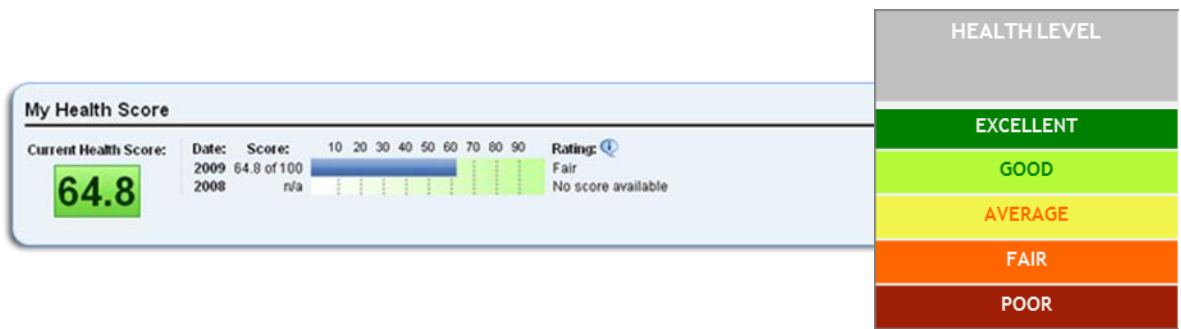 My Health Score
Current Health Score:
64.8
Date: Score: 10 20 30 40 50 60 70 80 90 Rating:
2009 64.8 of 100 Fair
2008 n/a No score available
HEALTH LEVEL
EXCELLENT
GOOD
AVERAGE
FAIR
POOR